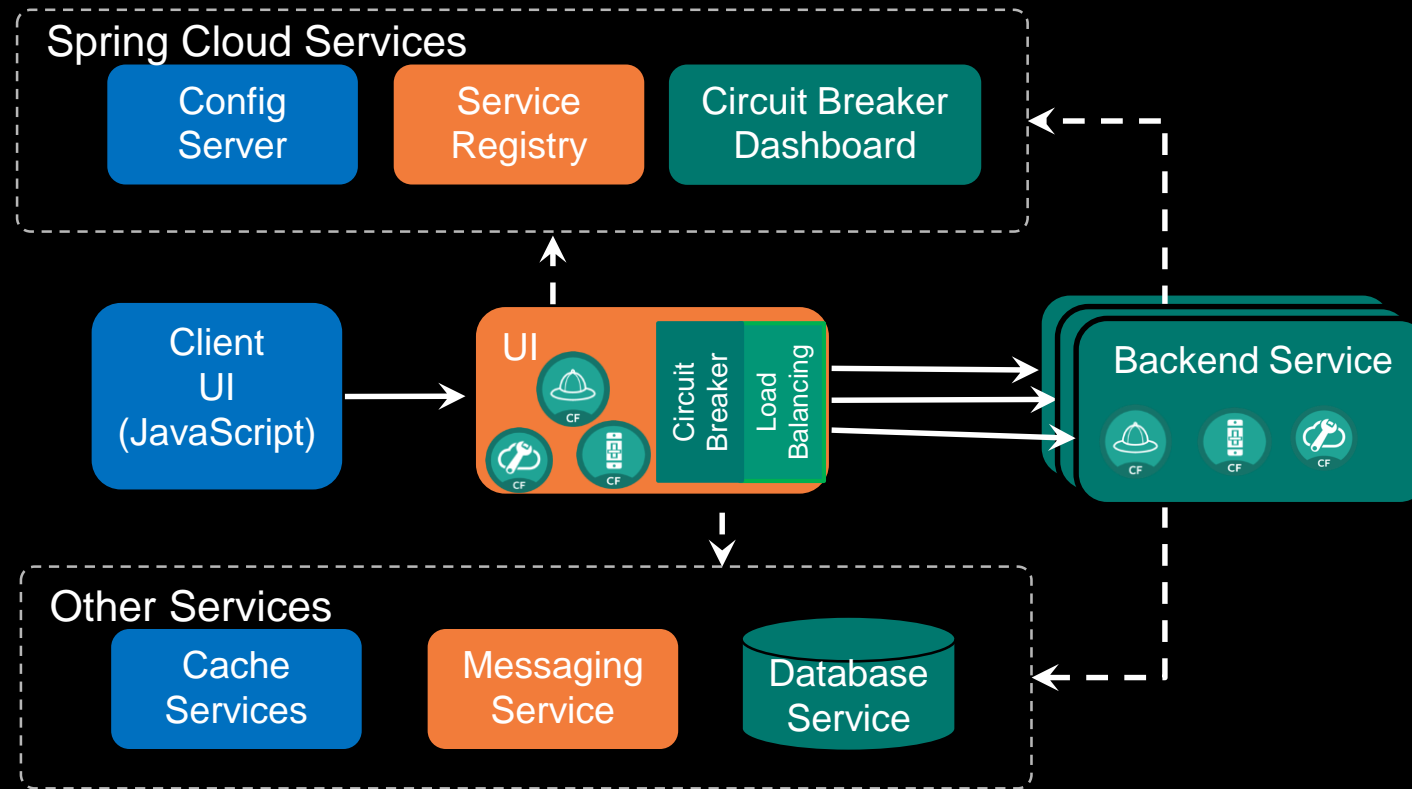 Spring Cloud Services
Config
Server
Service
Registry
Circuit Breaker
Dashboard
Client
UI
(JavaScript)
UI
CF
CF
CF
Circuit
Breaker
Load
Balancing
Backend Service
CF
CF
CF
Other Services
Cache
Services
Messaging
Service
Database
Service